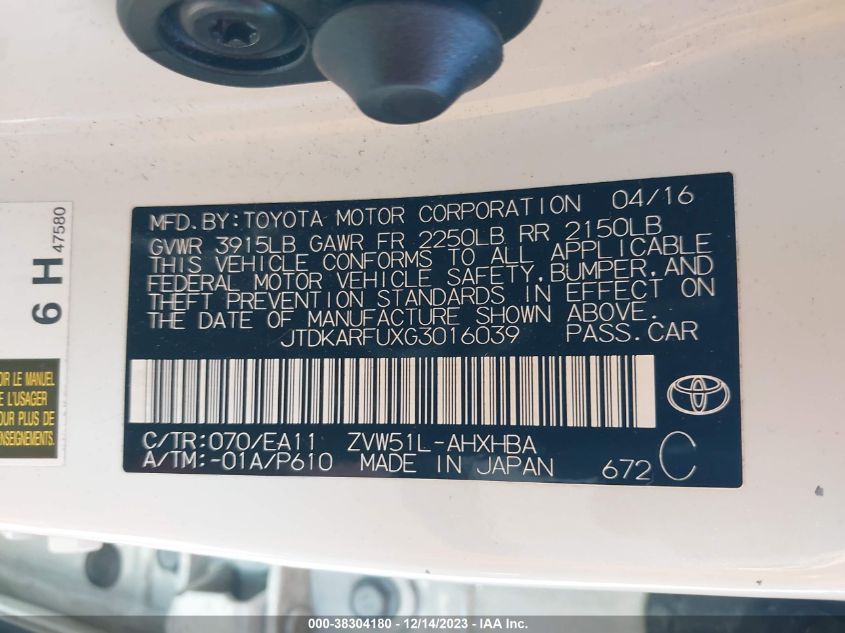 MFD.BY:TOYOTA MOTOR CORPORATION 04/16
GVWR 3915LB GAWR FR 2250LB RR 2150LB
THIS VEHICLE CONFORMS TO ALL APPLICABLE
FEDERAL MOTOR VEHICLE SAFETY,BUMPER,AND
THEFT PREVENTION STANDARDS IN EFFECT ON
THE DATE OF MANUFACTURE SHOWN ABOVE.
JTDKARFUXG3016039 PASS.CAR
C/TR:070/EA11 ZVW51L-AHXHBA
A/TM:-01A/P610 MADE IN JAPAN 672 C
6 H 47580
OIR LE MANUEL
E L'USAGER
POUR PLUS DE
ENSEIGNEMENTS.
000-38304180 - 12/14/2023 - IAA Inc.